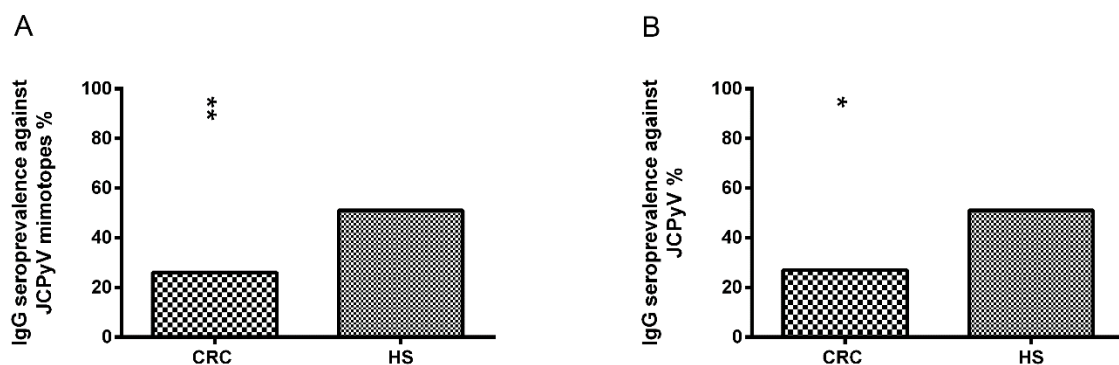 A
IgG seroprevalence against
JCPyV mimotopes %
100
80
60
40
20
0
**
CRC
HS
B
IgG seroprevalence against
JCPyV %
100
80
60
40
20
0
*
CRC
HS